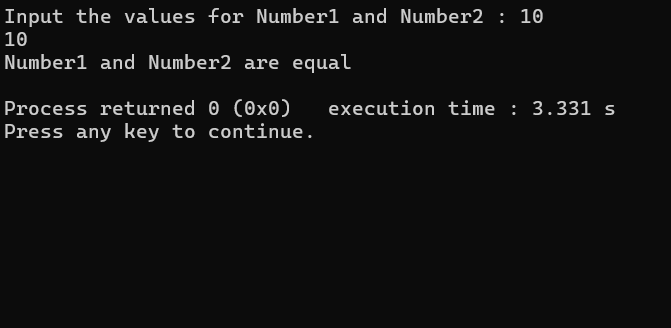 Input the values for Number1 and Number2 : 10
10
Number1 and Number2 are equal
Process returned 0 (0x0)   execution time : 3.331 s
Press any key to continue.